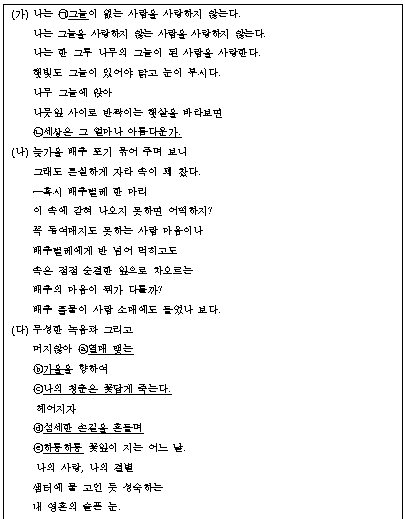 (가) 나는 ㉠그늘이 없는 사람을 사랑하지 않는다.
나는 그늘을 사랑하지 않는 사람을 사랑하지 않는다.
나는 한 그루 나무의 그늘이 된 사람을 사랑한다.
햇빛도 그늘이 있어야 맑고 눈이 부시다.
나무 그늘에 앉아
나뭇잎 사이로 반짝이는 햇살을 바라보면
㉡세상은 그 얼마나 아름다운가.
(나) 늦가을 배추 포기 묶어 주며 보니
그래도 튼실하게 자라 속이 꽤 찼다.
―혹시 배추벌레 한 마리
이 속에 갇혀 나오지 못하면 어떡하지?
꼭 동여매지도 못하는 사람 마음이나
배추벌레에게 반 넘어 먹히고도
속은 점점 순결한 잎으로 차오르는
배추의 마음이 뭐가 다를까?
배추 풀물이 사람 소매에도 들었나 보다.
(다) 무성한 녹음과 그리고
머지않아 ⓐ열매 맺는
ⓑ가을을 향하여
ⓒ나의 청춘은 꽃답게 죽는다.
헤어지자
ⓓ섬세한 손길을 흔들며
ⓔ하롱하롱 꽃잎이 지는 어느 날.
나의 사랑, 나의 결별
샘터에 물 고인 듯 성숙하는
내 영혼의 슬픈 눈.